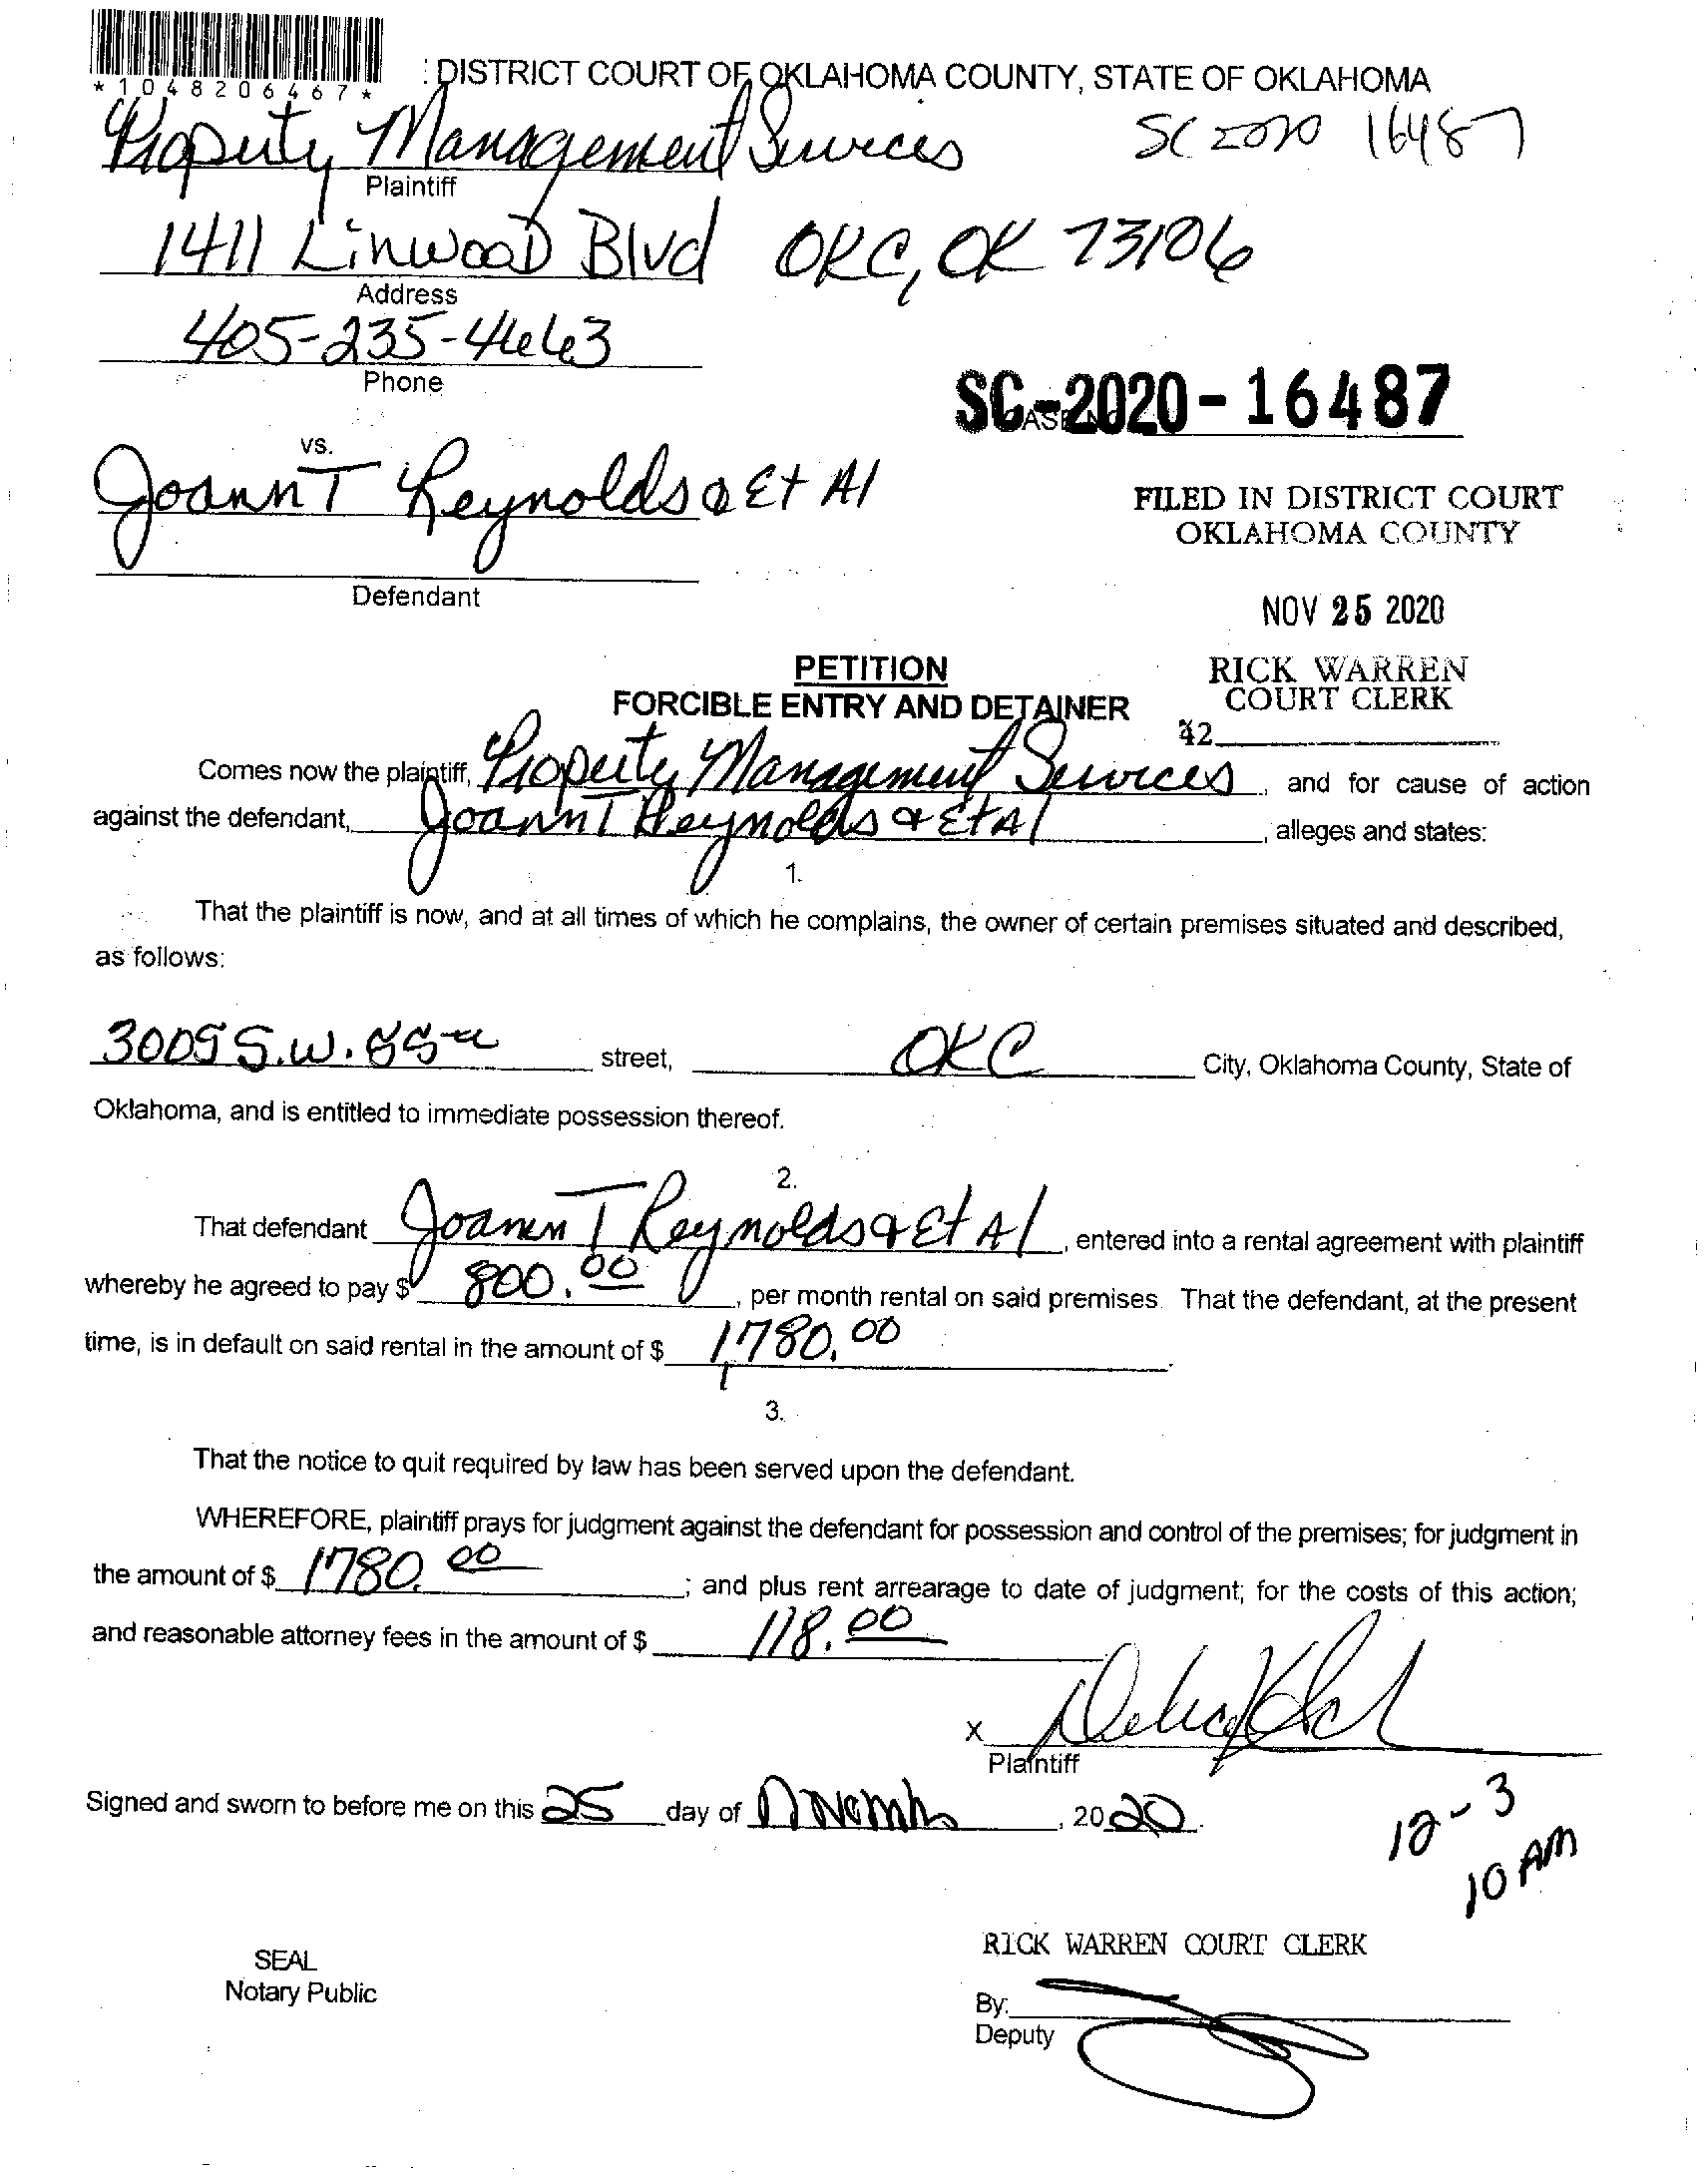 *1048206467*
: DISTRICT COURT OF OKLAHOMA COUNTY, STATE OF OKLAHOMA
Property Management Services
SC 2020 16487
Plaintiff
1411 Linwood Blvd OKC, OK 73106
Address
405-235-4663
Phone
SC-2020-16487
vs.
Joann T Reynolds & Et Al
FILED IN DISTRICT COURT
OKLAHOMA COUNTY
Defendant
NOV 25 2020
PETITION
RICK WARREN
FORCIBLE ENTRY AND DETAINER
COURT CLERK
42
Comes now the plaintiff, Property Management Services, and for cause of action
against the defendant, Joann T Reynolds & Et Al, alleges and states:
1.
That the plaintiff is now, and at all times of which he complains, the owner of certain premises situated and described,
as follows:
3009 S.W. street, OKC City, Oklahoma County, State of
Oklahoma, and is entitled to immediate possession thereof.
2.
That defendant Joann T Reynolds & Et Al, entered into a rental agreement with plaintiff
whereby he agreed to pay $ 800.00, per month rental on said premises. That the defendant, at the present
time, is in default on said rental in the amount of $ 1,780.00.
3.
That the notice to quit required by law has been served upon the defendant.
WHEREFORE, plaintiff prays for judgment against the defendant for possession and control of the premises; for judgment in
the amount of $ 1780.00; and plus rent arrearage to date of judgment; for the costs of this action;
and reasonable attorney fees in the amount of $ 118.00
X
Plaintiff
Signed and sworn to before me on this 25 day of, 2020.
12-3
10 AM
RICK WARREN COURT CLERK
SEAL
Notary Public
By:
Deputy